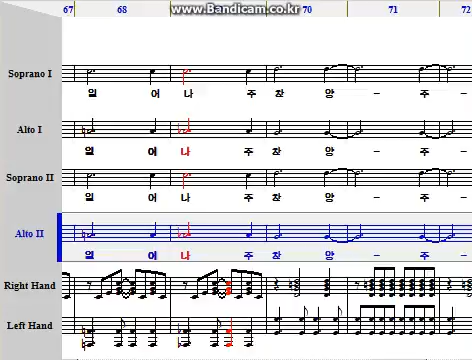 67 68 www.Bandicam.co.kr 70 71 72
Soprano I
일 어 나 주 찬 양 - 주 -
Alto I
일 어 나 주 찬 양 - 주 -
Soprano II
일 어 나 주 찬 양 - 주 -
Alto II
일 어 나 주 찬 양 - 주 -
Right Hand
Left Hand